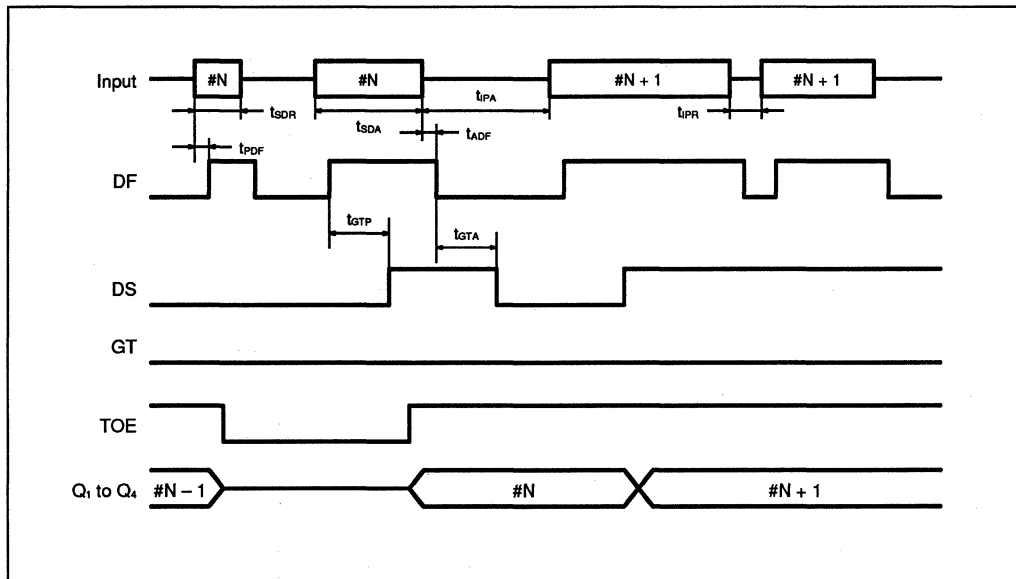 Input #N #N #N + 1 #N + 1
tSDR tIPA tIPR
tSDA tADF
tPDF
DF
tGTP tGTA
DS
GT
TOE
Q₁ to Q₄ #N – 1 #N #N + 1